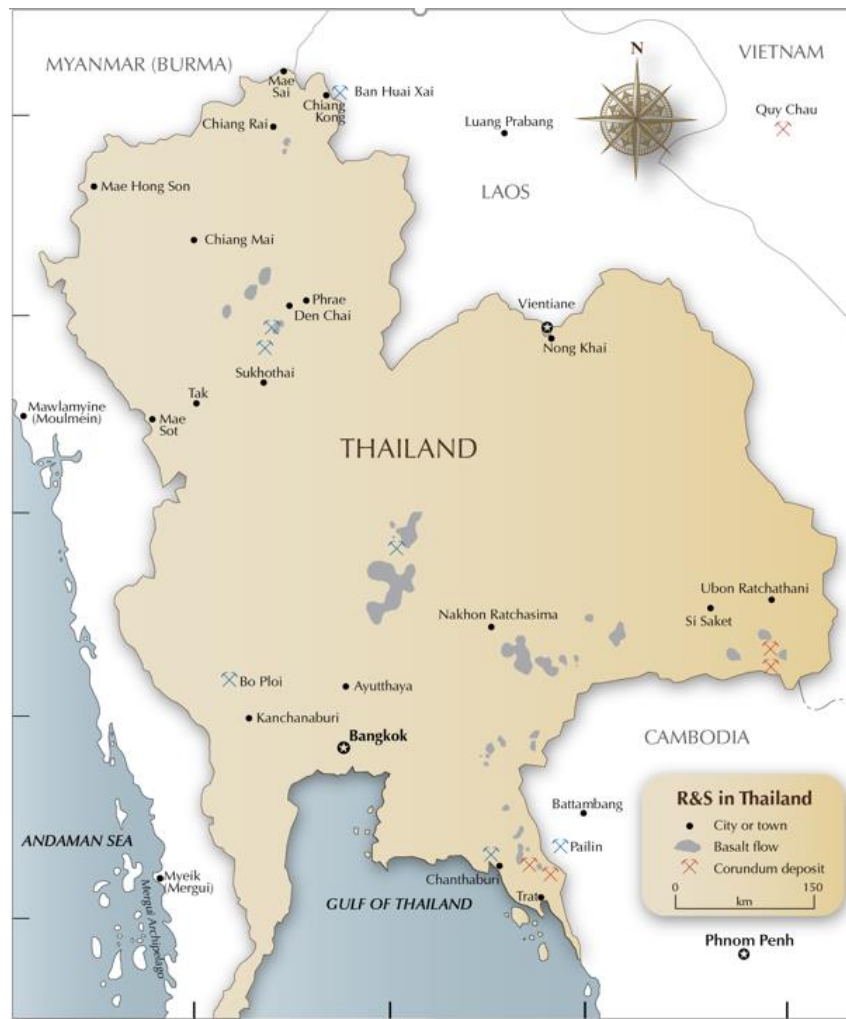 N
MYANMAR (BURMA)
VIETNAM
Mae
Sai
Ban Huai Xai
Chiang
Kong
Quy Chau
Chiang Rai
Luang Prabang
Mae Hong Son
LAOS
Chiang Mai
Phrae
Den Chai
Vientiane
Nong Khai
Sukhothai
Tak
Mawlamyine
(Moulmein)
Mae
Sot
THAILAND
Ubon Ratchathani
Nakhon Ratchasima
Si Saket
Bo Ploi
Ayutthaya
Kanchanaburi
Bangkok
CAMBODIA
R&S in Thailand
City or town
Basalt flow
Corundum deposit
0
150
km
Battambang
ANDAMAN SEA
Pailin
Myeik
(Mergui)
Chanthaburi
Mergui Archipelago
GULF OF THAILAND
Trat
Phnom Penh